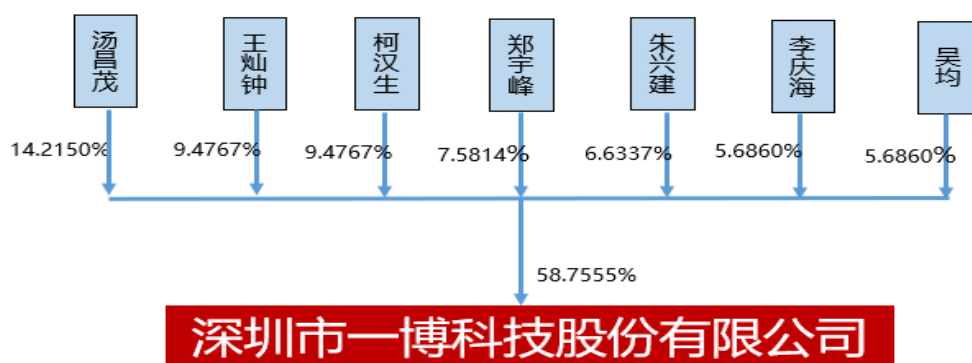 汤昌茂
王灿钟
柯汉生
郑宇峰
朱兴建
李庆海
吴均
14.2150%
9.4767%
9.4767%
7.5814%
6.6337%
5.6860%
5.6860%
58.7555%
深圳市一博科技股份有限公司